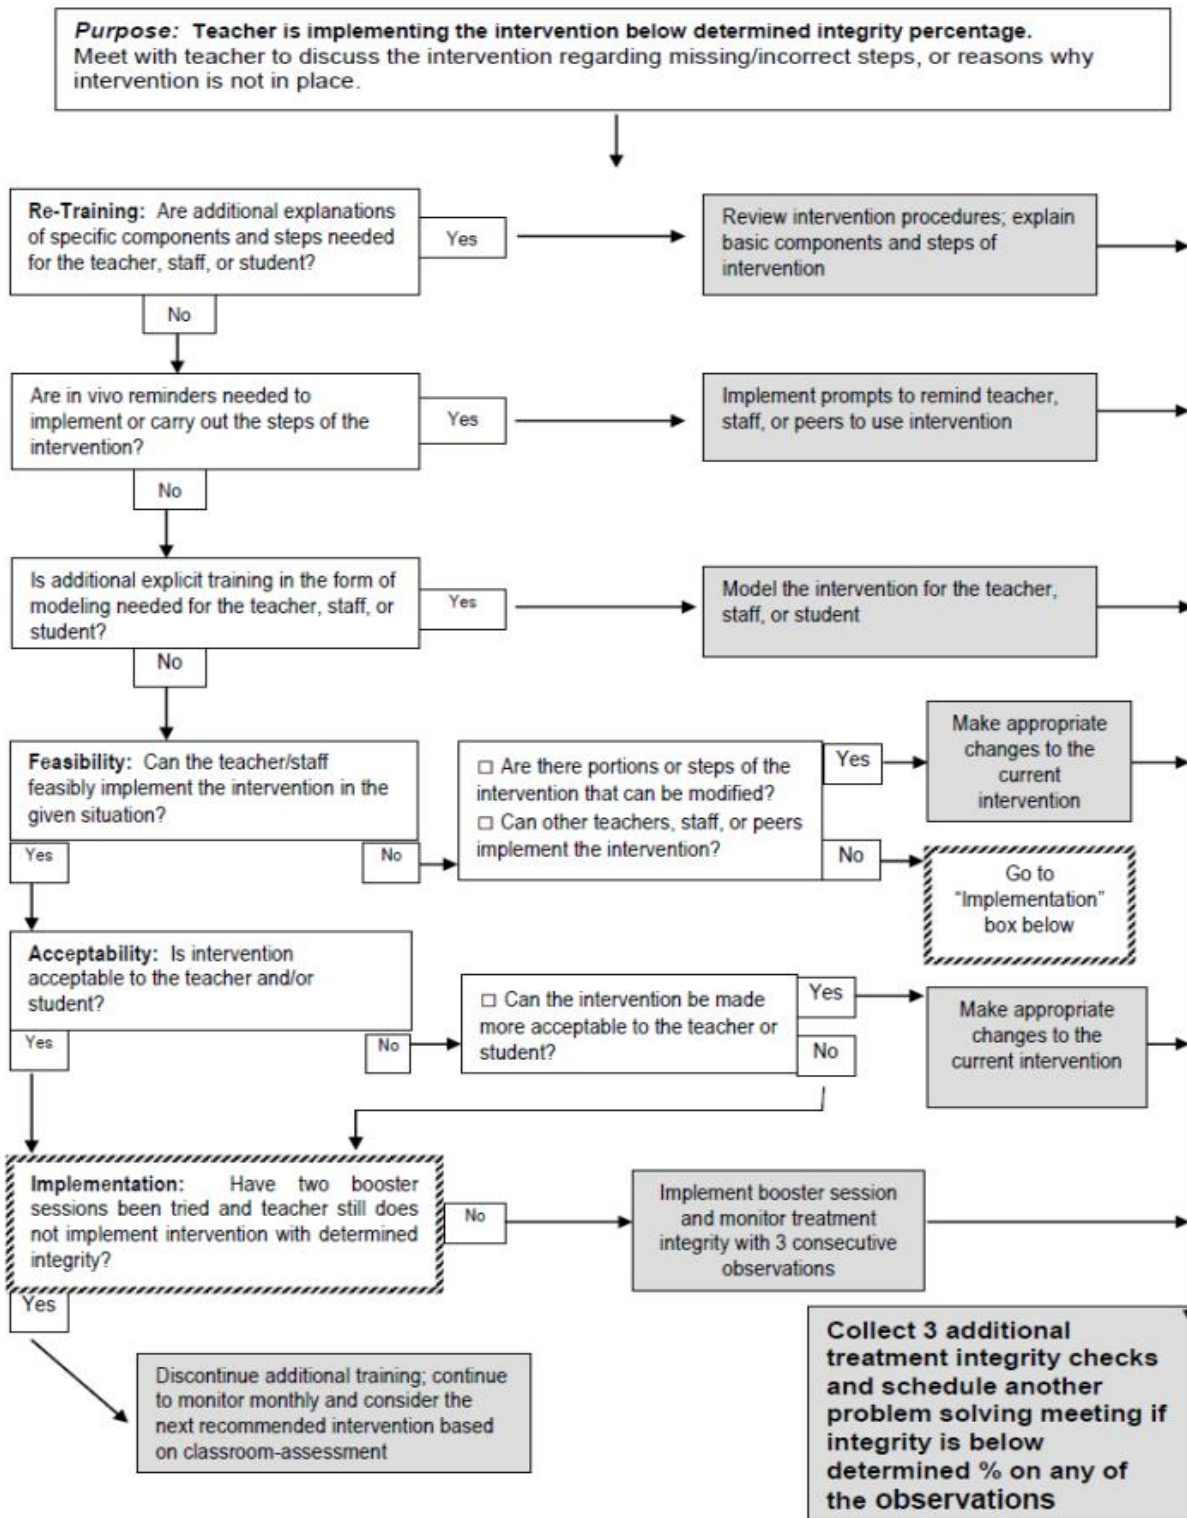 Purpose: Teacher is implementing the intervention below determined integrity percentage.
Meet with teacher to discuss the intervention regarding missing/incorrect steps, or reasons why
intervention is not in place.
Re-Training: Are additional explanations
of specific components and steps needed
for the teacher, staff, or student?
Yes
Review intervention procedures; explain
basic components and steps of
intervention
No
Are in vivo reminders needed to
implement or carry out the steps of the
intervention?
Yes
Implement prompts to remind teacher,
staff, or peers to use intervention
No
Is additional explicit training in the form of
modeling needed for the teacher, staff, or
student?
Yes
Model the intervention for the teacher,
staff, or student
No
Feasibility: Can the teacher/staff
feasibly implement the intervention in the
given situation?
Yes
No
☐ Are there portions or steps of the
intervention that can be modified?
☐ Can other teachers, staff, or peers
implement the intervention?
Yes
Make appropriate
changes to the
current
intervention
No
Go to
"Implementation"
box below
Acceptability: Is intervention
acceptable to the teacher and/or
student?
Yes
No
☐ Can the intervention be made
more acceptable to the teacher or
student?
Yes
Make appropriate
changes to the
current intervention
No
Implementation: Have two booster
sessions been tried and teacher still does
not implement intervention with determined
integrity?
No
Implement booster session
and monitor treatment
integrity with 3 consecutive
observations
Yes
Discontinue additional training; continue
to monitor monthly and consider the
next recommended intervention based
on classroom-assessment
Collect 3 additional
treatment integrity checks
and schedule another
problem solving meeting if
integrity is below
determined % on any of
the observations